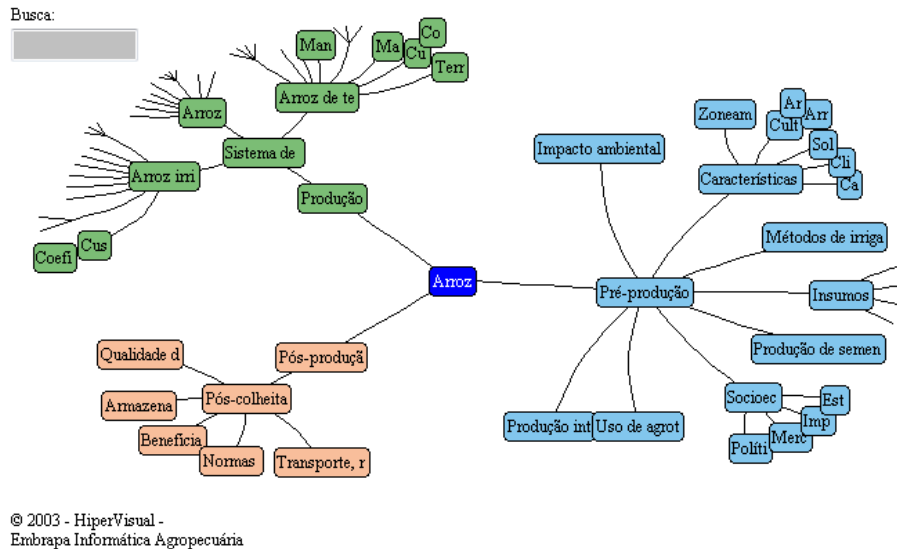 Busca:
Co
Man
Ma
Cu
Terr
Arroz de te
Arroz
Sistema de
Arroz irri
Produção
Cus
Coefi
Ar
Zoneam
Cult
Arr
Impacto ambiental
Sol
Cli
Características
Ca
Métodos de irriga
Arroz
Pré-produção
Insumos
Qualidade d
Pós-produçã
Produção de semen
Armazena
Pós-colheita
Socioec
Est
Imp
Benefícia
Produção int
Uso de agrot
Merc
Políti
Normas
Transporte, r
© 2003 - HiperVisual -
Embrapa Informática Agropecuária